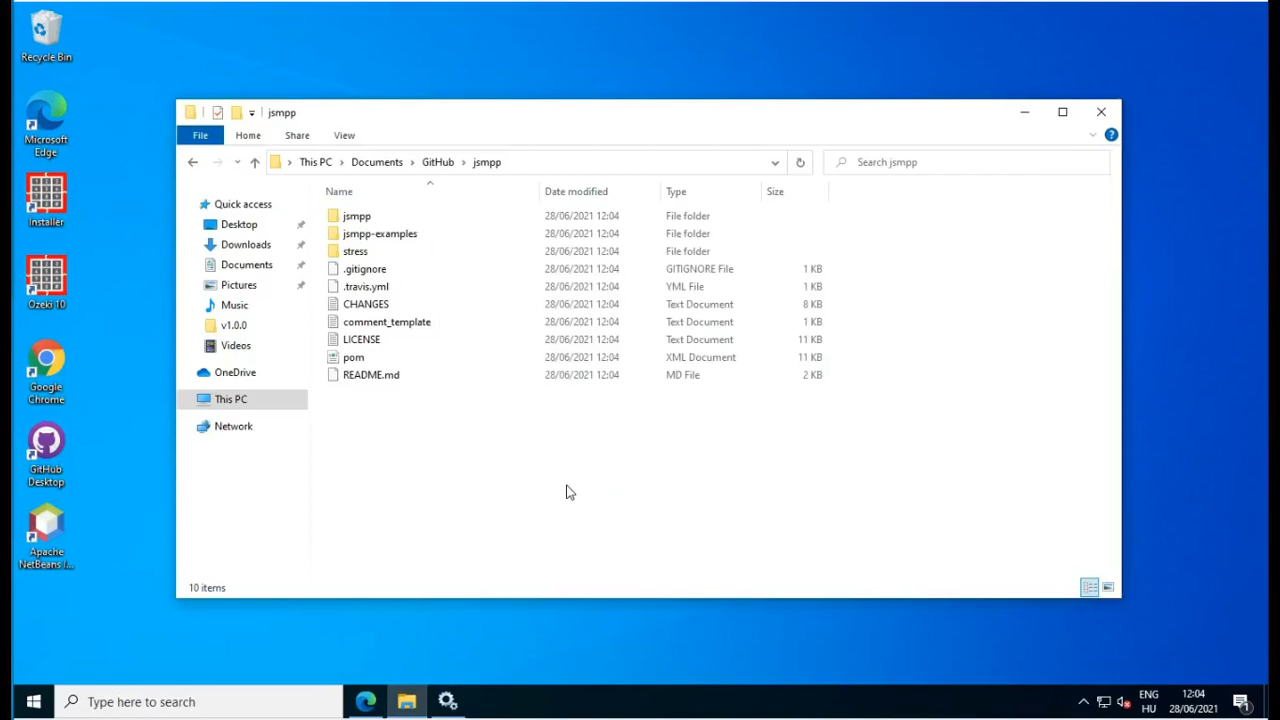 Recycle Bin
Microsoft
Edge
Installer
Ozeki 10
Google
Chrome
GitHub
Desktop
Apache
NetBeans I...
jsmpp
File Home Share View
This PC Documents GitHub jsmpp
Search jsmpp
Name Date modified Type Size
Quick access
Desktop
Downloads
Documents
Pictures
Music
v1.0.0
Videos
OneDrive
This PC
Network
jsmpp 28/06/2021 12:04 File folder
jsmpp-examples 28/06/2021 12:04 File folder
stress 28/06/2021 12:04 File folder
.gitignore 28/06/2021 12:04 GITIGNORE File 1 KB
.travis.yml 28/06/2021 12:04 YML File 1 KB
CHANGES 28/06/2021 12:04 Text Document 8 KB
comment_template 28/06/2021 12:04 Text Document 1 KB
LICENSE 28/06/2021 12:04 Text Document 11 KB
pom 28/06/2021 12:04 XML Document 11 KB
README.md 28/06/2021 12:04 MD File 2 KB
10 items
Type here to search
ENG
HU
12:04
28/06/2021
1